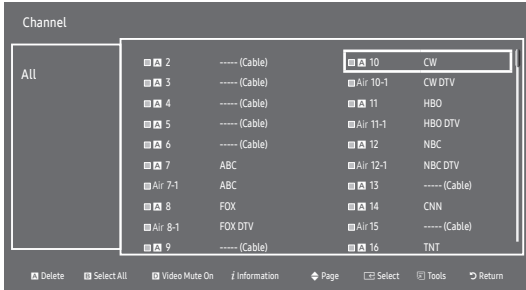 Channel
All
A 2 ----- (Cable)
A 3 ----- (Cable)
A 4 ----- (Cable)
A 5 ----- (Cable)
A 6 ----- (Cable)
A 7 ABC
Air 7-1 ABC
A 8 FOX
Air 8-1 FOX DTV
A 9 ----- (Cable)
A 10 CW
Air 10-1 CW DTV
A 11 HBO
Air 11-1 HBO DTV
A 12 NBC
Air 12-1 NBC DTV
A 13 ----- (Cable)
A 14 CNN
Air 15 ----- (Cable)
A 16 TNT
A Delete B Select All D Video Mute On i Information Page Select Tools Return